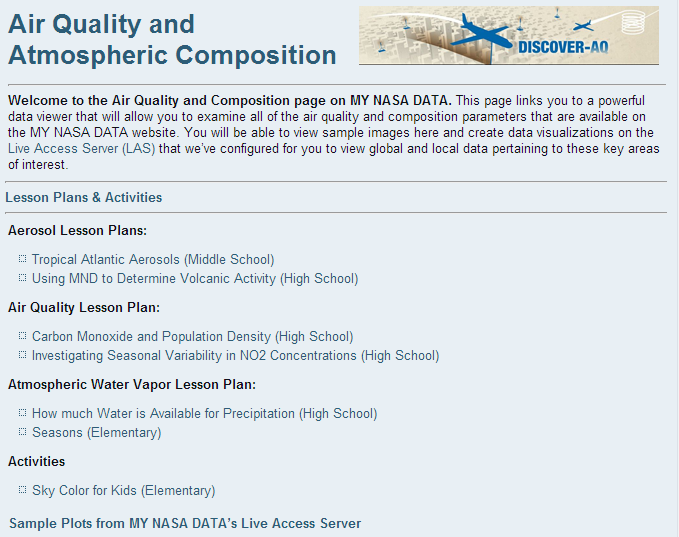 Air Quality and
Atmospheric Composition
DISCOVER-AQ
Welcome to the Air Quality and Composition page on MY NASA DATA. This page links you to a powerful
data viewer that will allow you to examine all of the air quality and composition parameters that are available on
the MY NASA DATA website. You will be able to view sample images here and create data visualizations on the
Live Access Server (LAS) that we've configured for you to view global and local data pertaining to these key areas
of interest.
Lesson Plans & Activities
Aerosol Lesson Plans:
Tropical Atlantic Aerosols (Middle School)
Using MND to Determine Volcanic Activity (High School)
Air Quality Lesson Plan:
Carbon Monoxide and Population Density (High School)
Investigating Seasonal Variability in NO2 Concentrations (High School)
Atmospheric Water Vapor Lesson Plan:
How much Water is Available for Precipitation (High School)
Seasons (Elementary)
Activities
Sky Color for Kids (Elementary)
Sample Plots from MY NASA DATA's Live Access Server